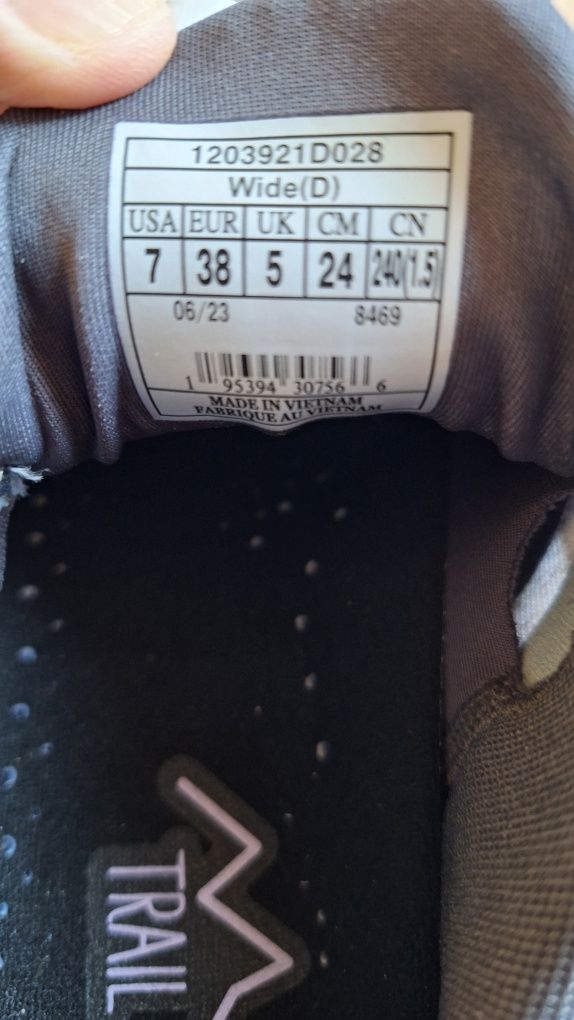 1203921D028
Wide(D)
USA EUR UK CM CN
7 38 5 24 240(1.5)
06/23 8469
1 95394 30756 6
MADE IN VIETNAM
FABRIQUE AU VIETNAM
TRAIL